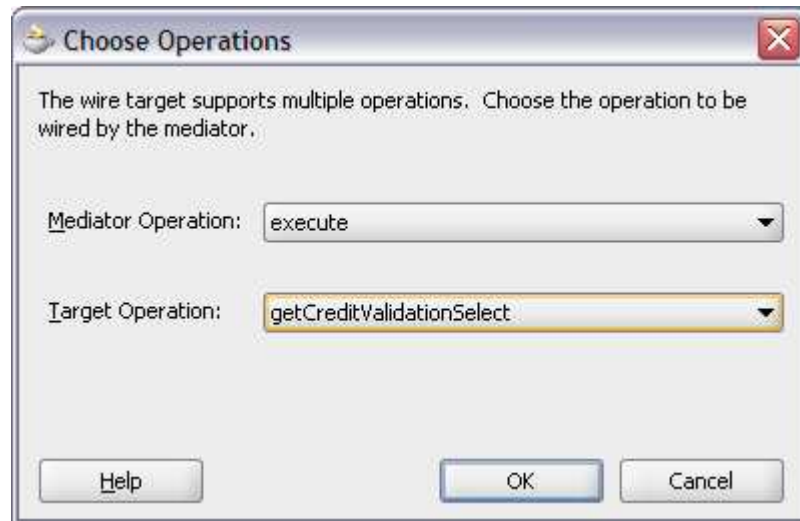 Choose Operations
The wire target supports multiple operations.  Choose the operation to be
wired by the mediator.
Mediator Operation: execute
Target Operation: getCreditValidationSelect
Help OK Cancel